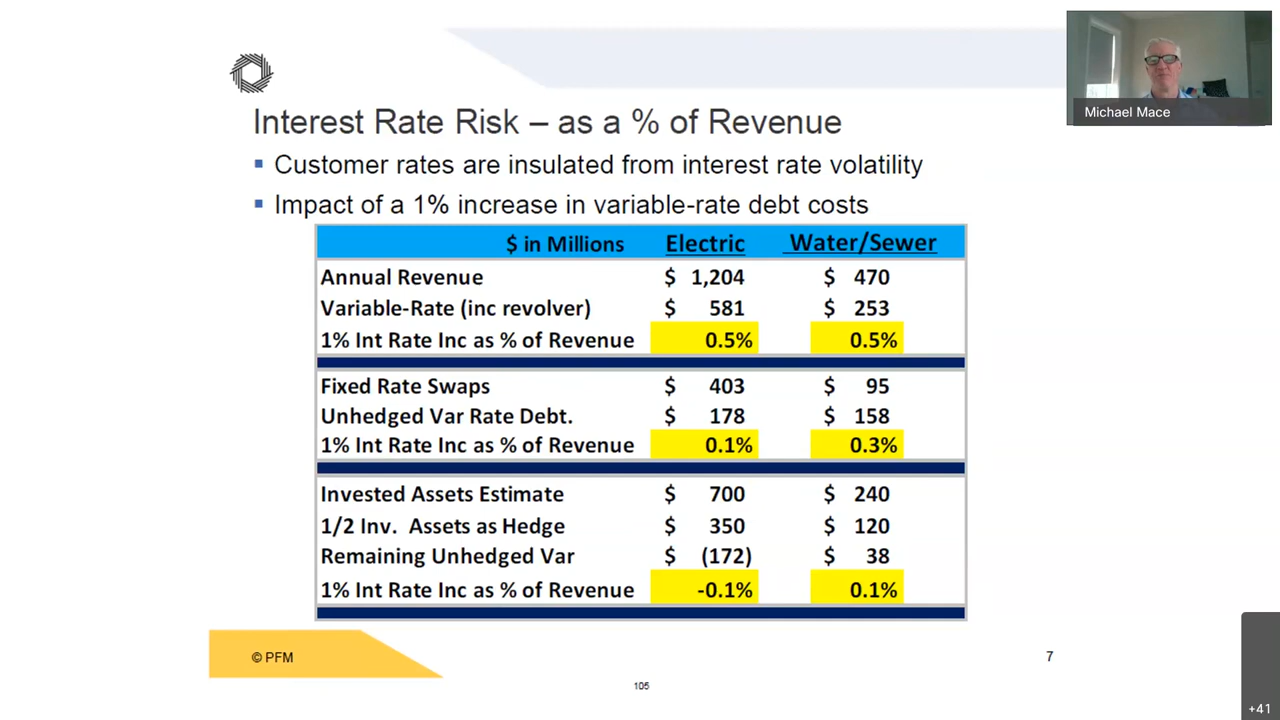 Michael Mace
Interest Rate Risk – as a % of Revenue
▪ Customer rates are insulated from interest rate volatility
▪ Impact of a 1% increase in variable-rate debt costs
$ in Millions Electric Water/Sewer
Annual Revenue $ 1,204 $ 470
Variable-Rate (inc revolver) $ 581 $ 253
1% Int Rate Inc as % of Revenue 0.5% 0.5%
Fixed Rate Swaps $ 403 $ 95
Unhedged Var Rate Debt. $ 178 $ 158
1% Int Rate Inc as % of Revenue 0.1% 0.3%
Invested Assets Estimate $ 700 $ 240
1/2 Inv. Assets as Hedge $ 350 $ 120
Remaining Unhedged Var $ (172) $ 38
1% Int Rate Inc as % of Revenue -0.1% 0.1%
© PFM
7
105
+41